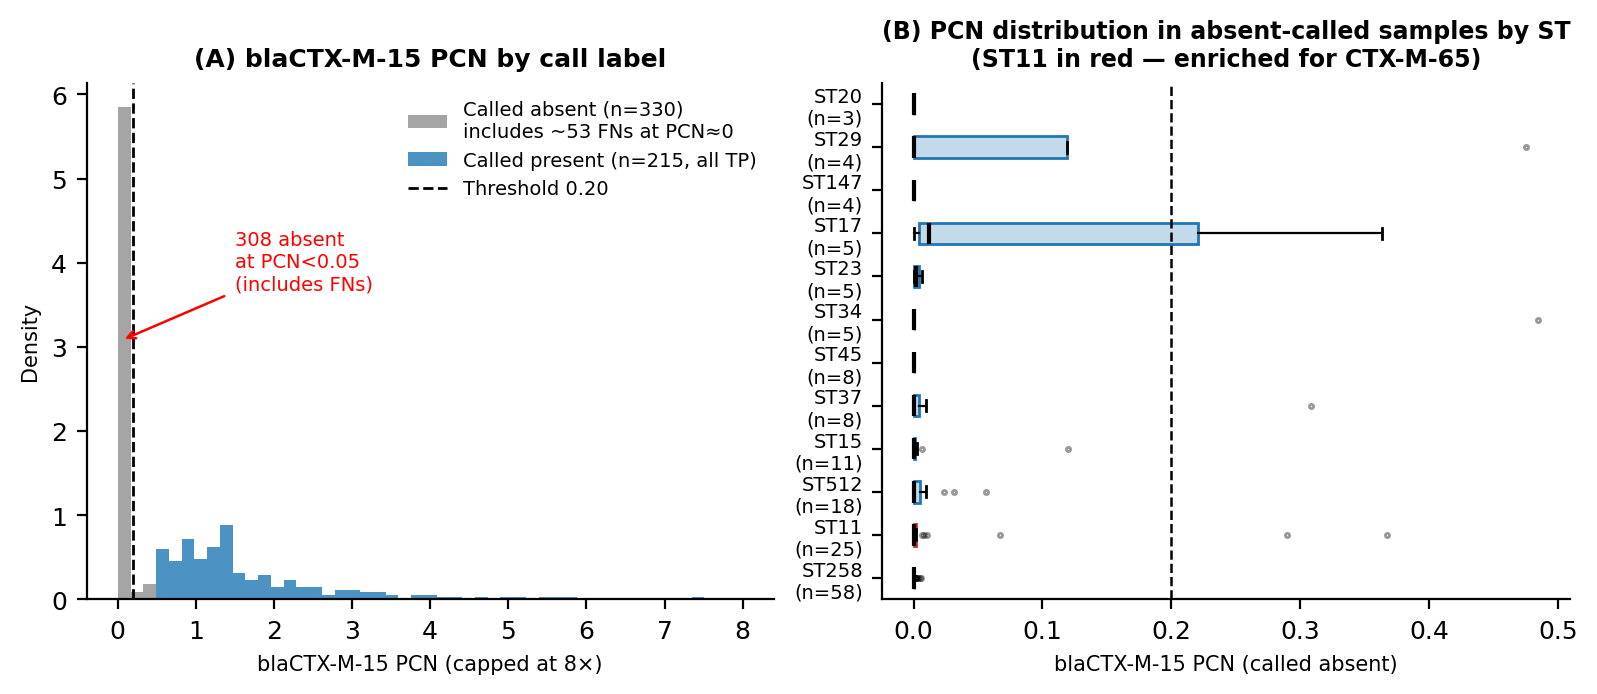 (A) blaCTX-M-15 PCN by call label
Density
6
5
4
3
2
1
0
Called absent (n=330)
includes ~53 FNs at PCN≈0
Called present (n=215, all TP)
Threshold 0.20
308 absent
at PCN<0.05
(includes FNs)
0 1 2 3 4 5 6 7 8
blaCTX-M-15 PCN (capped at 8×)
(B) PCN distribution in absent-called samples by ST
(ST11 in red — enriched for CTX-M-65)
ST20
(n=3)
ST29
(n=4)
ST147
(n=4)
ST17
(n=5)
ST23
(n=5)
ST34
(n=5)
ST45
(n=8)
ST37
(n=8)
ST15
(n=11)
ST512
(n=18)
ST11
(n=25)
ST258
(n=58)
0.0 0.1 0.2 0.3 0.4 0.5
blaCTX-M-15 PCN (called absent)